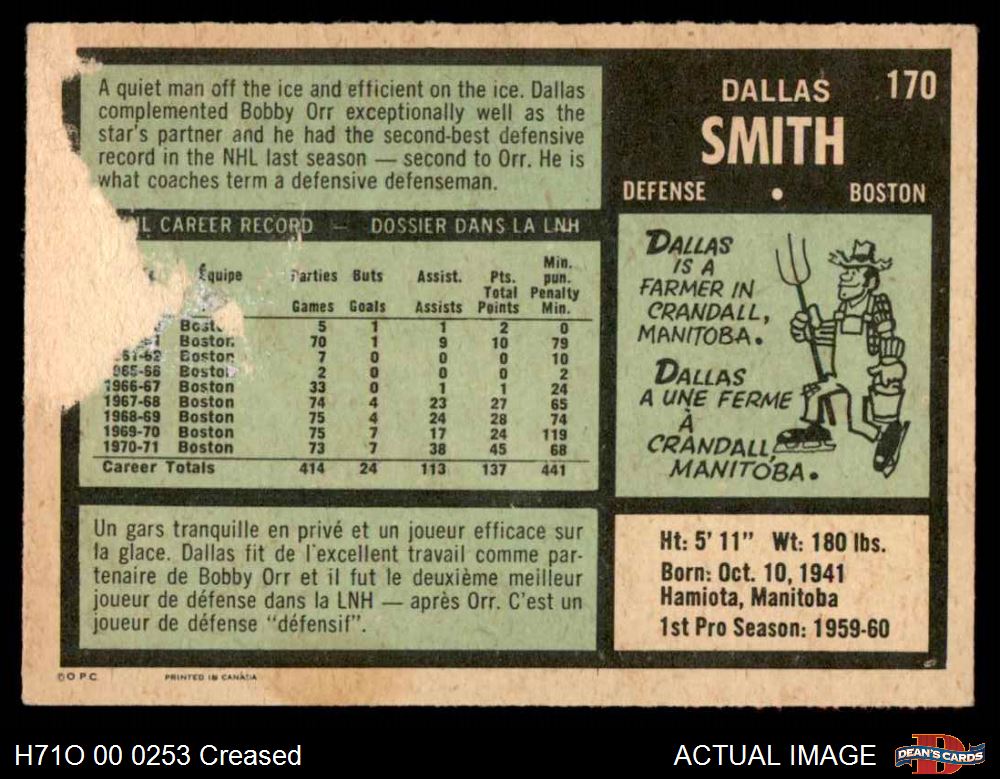 A quiet man off the ice and efficient on the ice. Dallas
complemented Bobby Orr exceptionally well as the
star's partner and he had the second-best defensive
record in the NHL last season — second to Orr. He is
what coaches term a defensive defenseman.
CAREER RECORD — DOSSIER DANS LA LNH
Équipe Parties Buts Assist. Pts. Min. pun.
Games Goals Assists Total Points Penalty Min.
Boston 5 1 1 2 0
Boston 70 1 9 10 79
61-62 Boston 7 0 0 0 10
965-66 Boston 2 0 0 0 2
1966-67 Boston 33 0 1 1 24
1967-68 Boston 74 4 23 27 65
1968-69 Boston 75 4 24 28 74
1969-70 Boston 75 7 17 24 119
1970-71 Boston 73 7 38 45 68
Career Totals 414 24 113 137 441
Un gars tranquille en privé et un joueur efficace sur
la glace. Dallas fit de l'excellent travail comme par-
tenaire de Bobby Orr et il fut le deuxième meilleur
joueur de défense dans la LNH — après Orr. C'est un
joueur de défense "défensif".
©O.P.C. PRINTED IN CANADA
170
DALLAS
SMITH
DEFENSE • BOSTON
DALLAS
IS A
FARMER IN
CRANDALL,
MANITOBA.
DALLAS
A UNE FERME
À
CRANDALL,
MANITOBA.
Ht: 5' 11" Wt: 180 lbs.
Born: Oct. 10, 1941
Hamiota, Manitoba
1st Pro Season: 1959-60
H71O 00 0253 Creased
ACTUAL IMAGE
DEAN'S CARDS